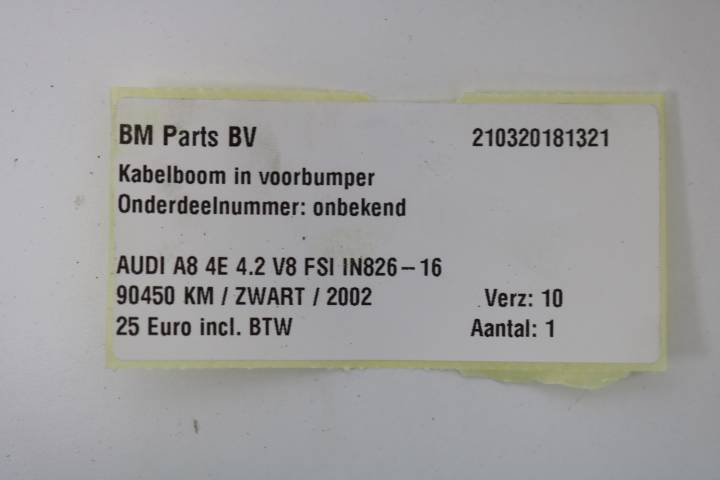 BM Parts BV 210320181321
Kabelboom in voorbumper
Onderdeelnummer: onbekend
AUDI A8 4E 4.2 V8 FSI IN826-16
90450 KM / ZWART / 2002 Verz: 10
25 Euro incl. BTW Aantal: 1